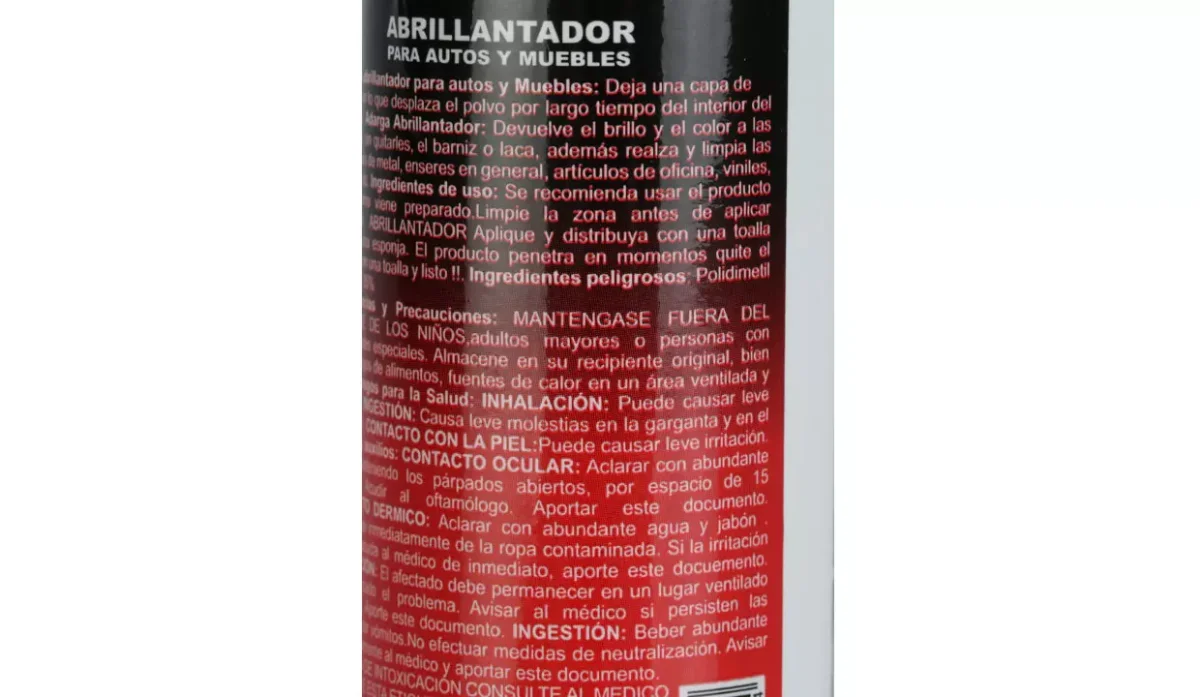 ABRILLANTADOR
PARA AUTOS Y MUEBLES
para autos y Muebles: Deja una capa de
lo que desplaza el polvo por largo tiempo del interior del
Adarga Abrillantador: Devuelve el brillo y el color a las
quitarles, el barniz o laca, además realza y limpia las
de metal, enseres en general, artículos de oficina, viniles,
Ingredientes de uso: Se recomienda usar el producto
viene preparado.Limpie la zona antes de aplicar
ABRILLANTADOR Aplique y distribuya con una toalla
esponja. El producto penetra en momentos quite el
una toalla y listo !!. Ingredientes peligrosos: Polidimetil
y Precauciones: MANTENGASE FUERA DEL
DE LOS NIÑOS,adultos mayores o personas con
especiales. Almacene en su recipiente original, bien
de alimentos, fuentes de calor en un área ventilada y
para la Salud: INHALACIÓN: Puede causar leve
INGESTIÓN: Causa leve molestias en la garganta y en el
CONTACTO CON LA PIEL:Puede causar leve irritación.
CONTACTO OCULAR: Aclarar con abundante
los párpados abiertos, por espacio de 15
al oftamólogo. Aportar este documento.
DERMICO: Aclarar con abundante agua y jabón .
inmediatamente de la ropa contaminada. Si la irritación
al médico de inmediato, aporte este docuemento.
El afectado debe permanecer en un lugar ventilado
el problema. Avisar al médico si persisten las
Aporte este documento. INGESTIÓN: Beber abundante
vómitos.No efectuar medidas de neutralización. Avisar
al médico y aportar este documento.
DE INTOXICACIÓN CONSULTE AL MEDICO